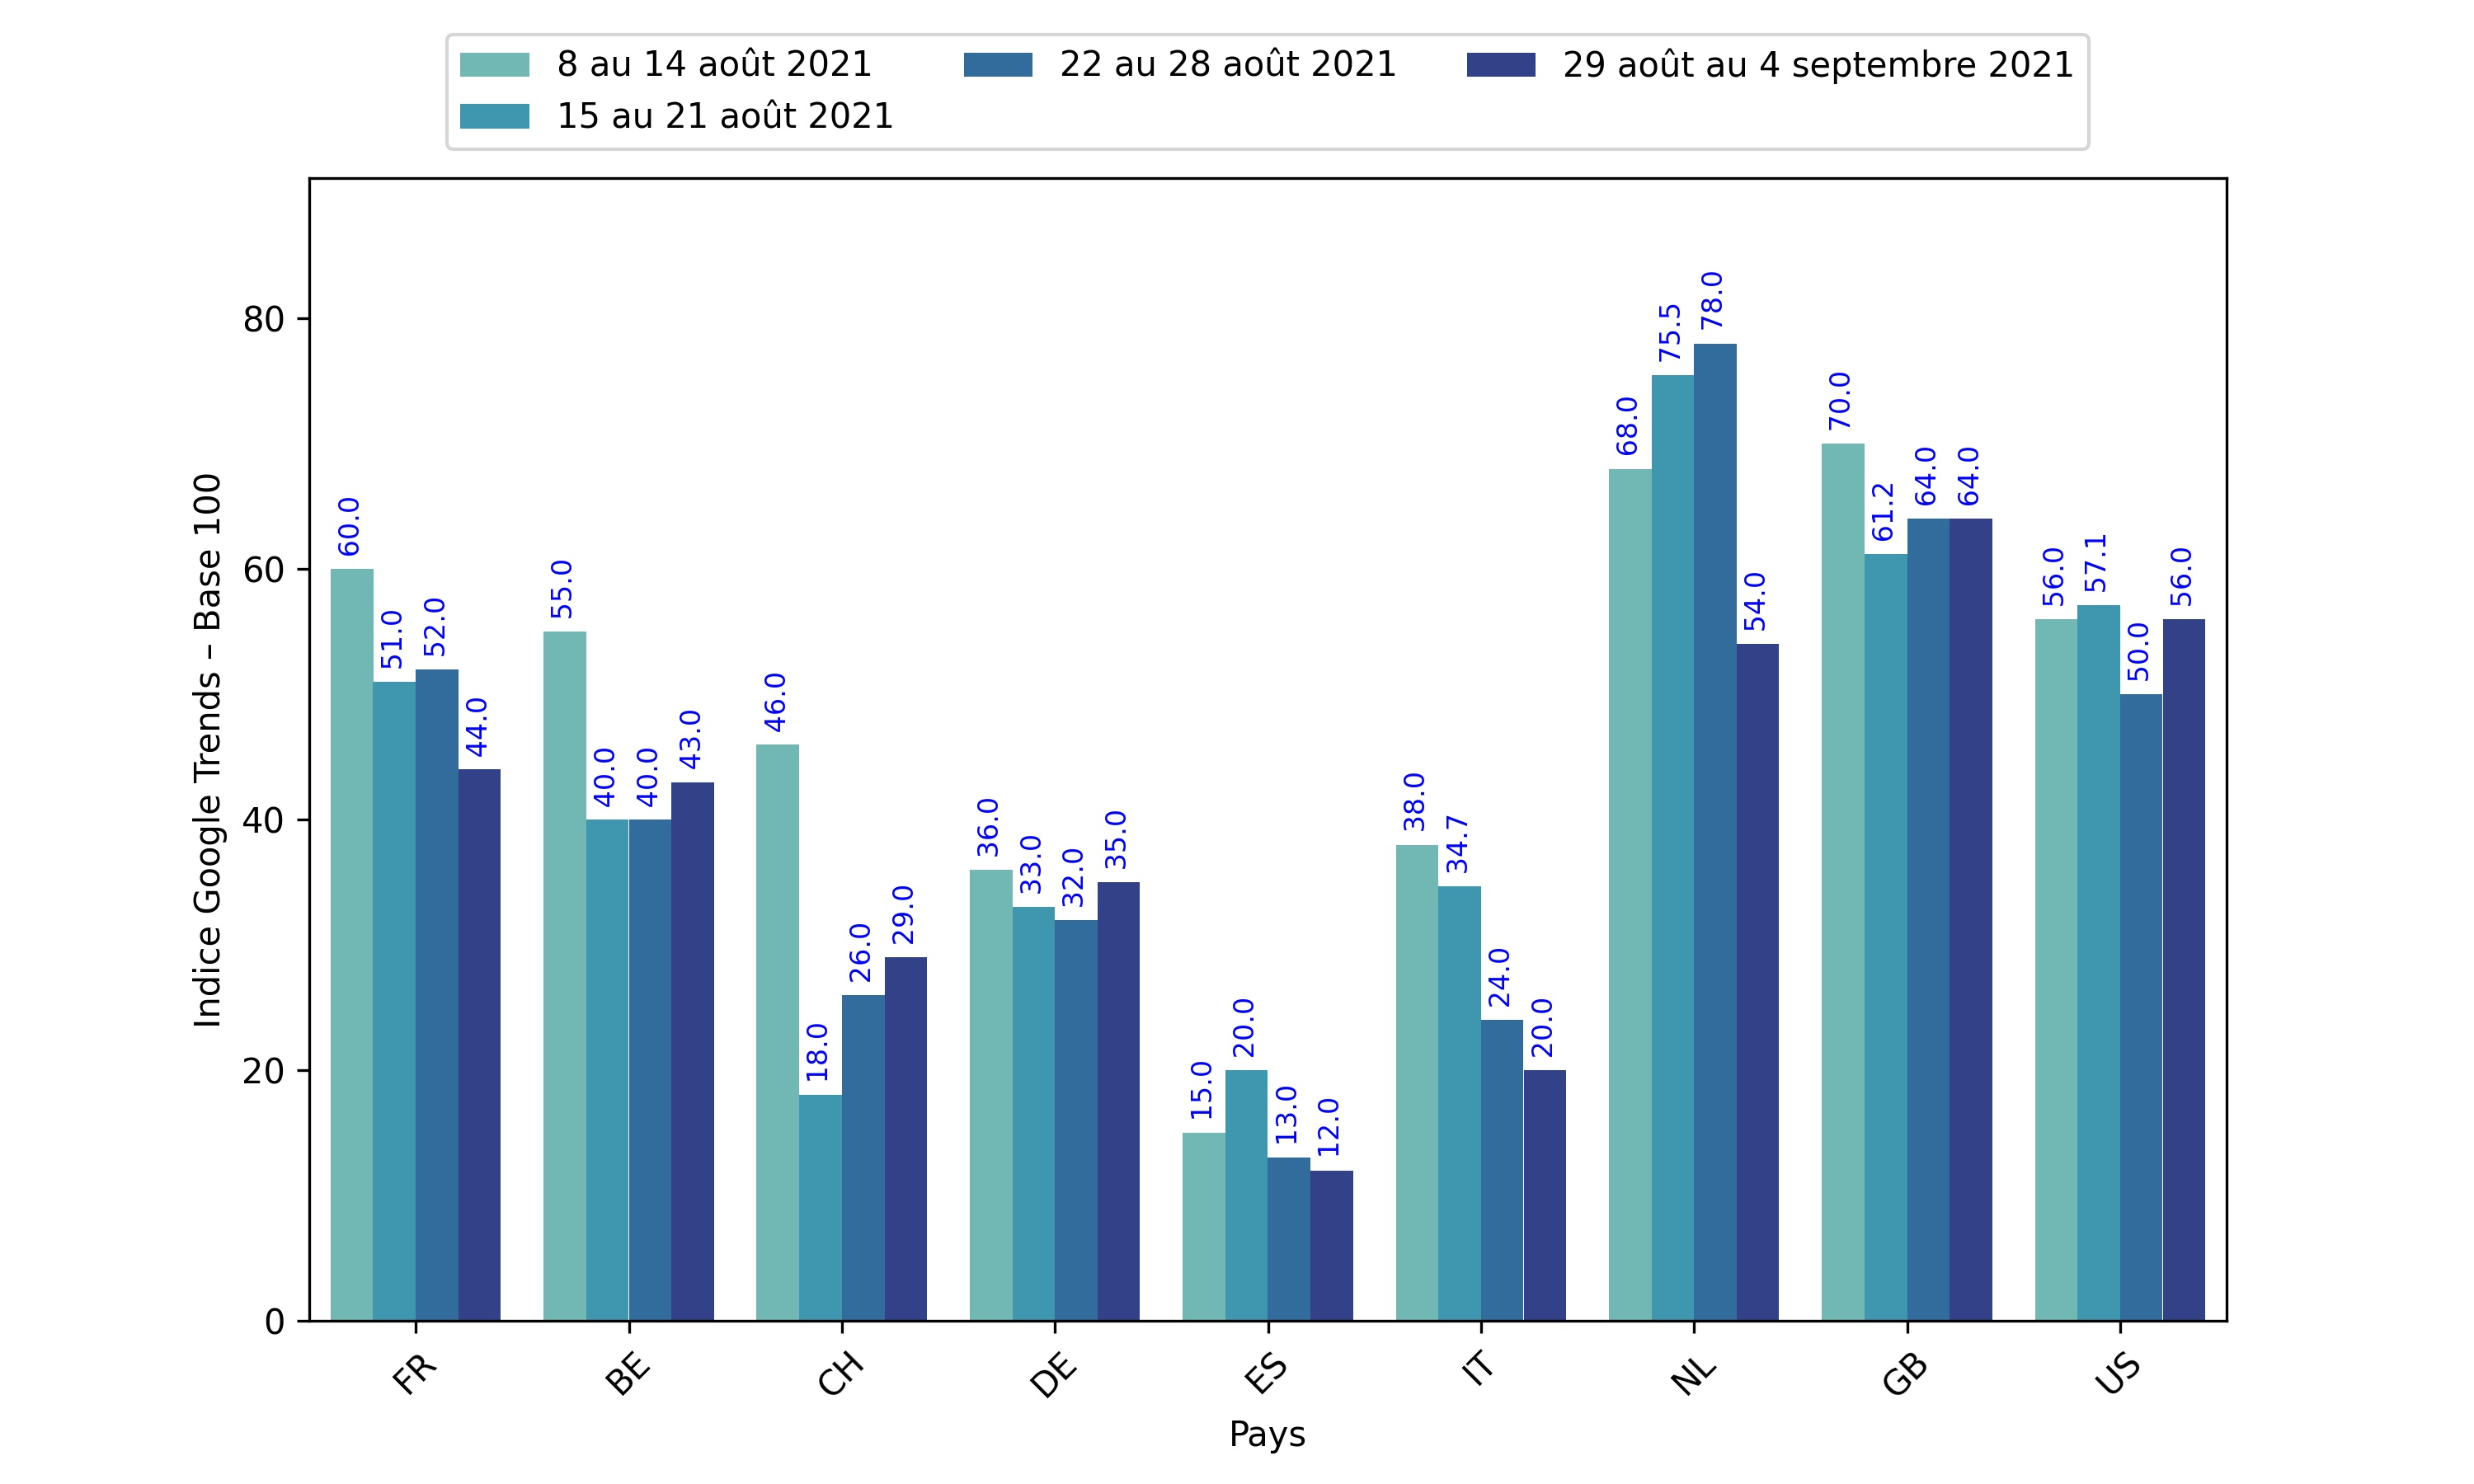 8 au 14 août 2021
15 au 21 août 2021
22 au 28 août 2021
29 août au 4 septembre 2021
Indice Google Trends – Base 100
80
60
40
20
0
60.0
51.0
52.0
44.0
55.0
40.0
40.0
43.0
46.0
18.0
26.0
29.0
36.0
33.0
32.0
35.0
15.0
20.0
13.0
12.0
38.0
34.7
24.0
20.0
68.0
75.5
78.0
54.0
70.0
61.2
64.0
64.0
56.0
57.1
50.0
56.0
FR
BE
CH
DE
ES
IT
NL
GB
US
Pays